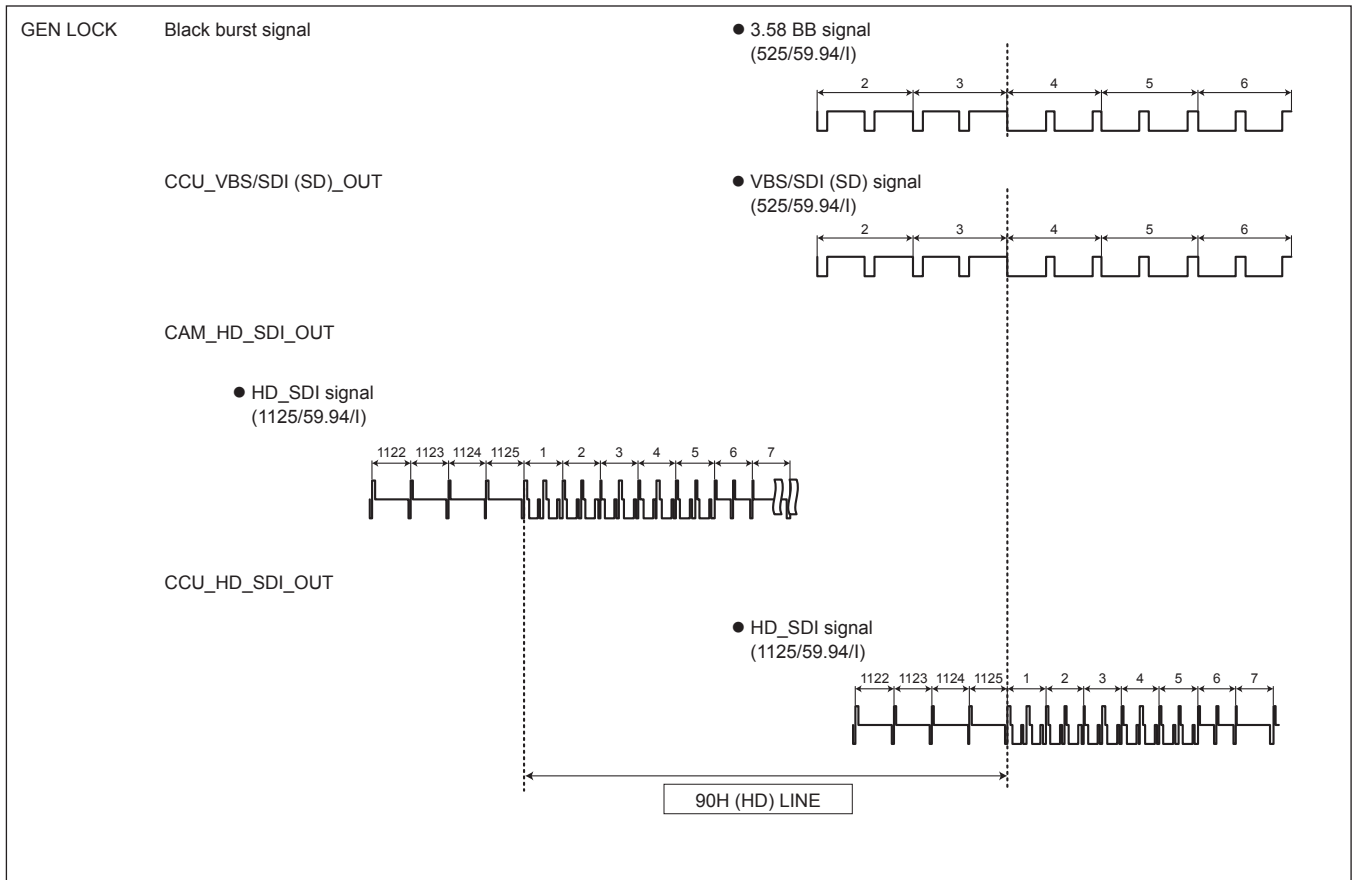 GEN LOCK Black burst signal ● 3.58 BB signal
(525/59.94/I)
2 3 4 5 6
CCU_VBS/SDI (SD)_OUT ● VBS/SDI (SD) signal
(525/59.94/I)
2 3 4 5 6
CAM_HD_SDI_OUT
● HD_SDI signal
(1125/59.94/I)
1122 1123 1124 1125 1 2 3 4 5 6 7
CCU_HD_SDI_OUT
● HD_SDI signal
(1125/59.94/I)
1122 1123 1124 1125 1 2 3 4 5 6 7
90H (HD) LINE